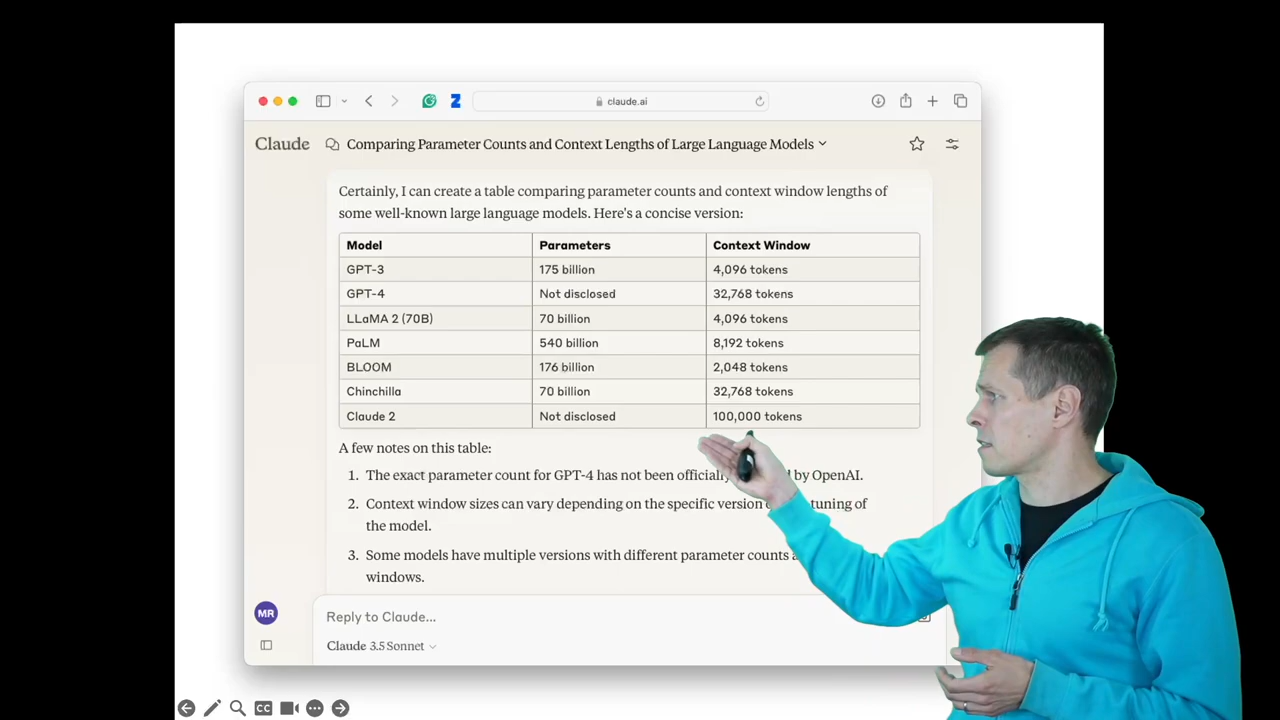 claude.ai
Claude Comparing Parameter Counts and Context Lengths of Large Language Models
Certainly, I can create a table comparing parameter counts and context window lengths of
some well-known large language models. Here's a concise version:
Model Parameters Context Window
GPT-3 175 billion 4,096 tokens
GPT-4 Not disclosed 32,768 tokens
LLaMA 2 (70B) 70 billion 4,096 tokens
PaLM 540 billion 8,192 tokens
BLOOM 176 billion 2,048 tokens
Chinchilla 70 billion 32,768 tokens
Claude 2 Not disclosed 100,000 tokens
A few notes on this table:
1. The exact parameter count for GPT-4 has not been by OpenAI.
2. Context window sizes can vary depending on the specific version tuning of
the model.
3. Some models have multiple versions with different parameter counts
windows.
MR
Reply to Claude...
Claude 3.5 Sonnet
CC